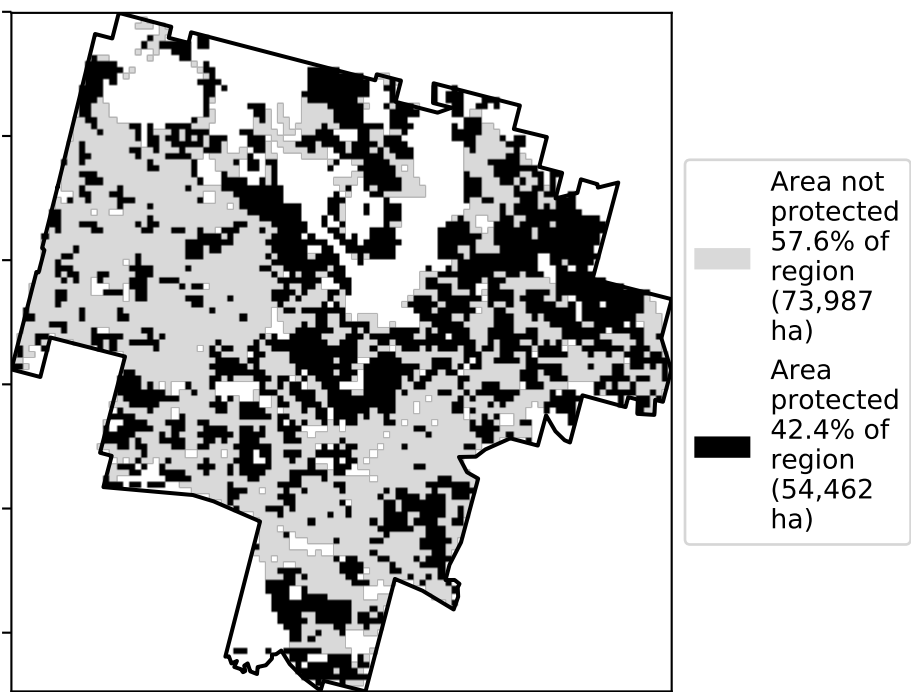 Area not
protected
57.6% of
region
(73,987
ha)
Area
protected
42.4% of
region
(54,462
ha)